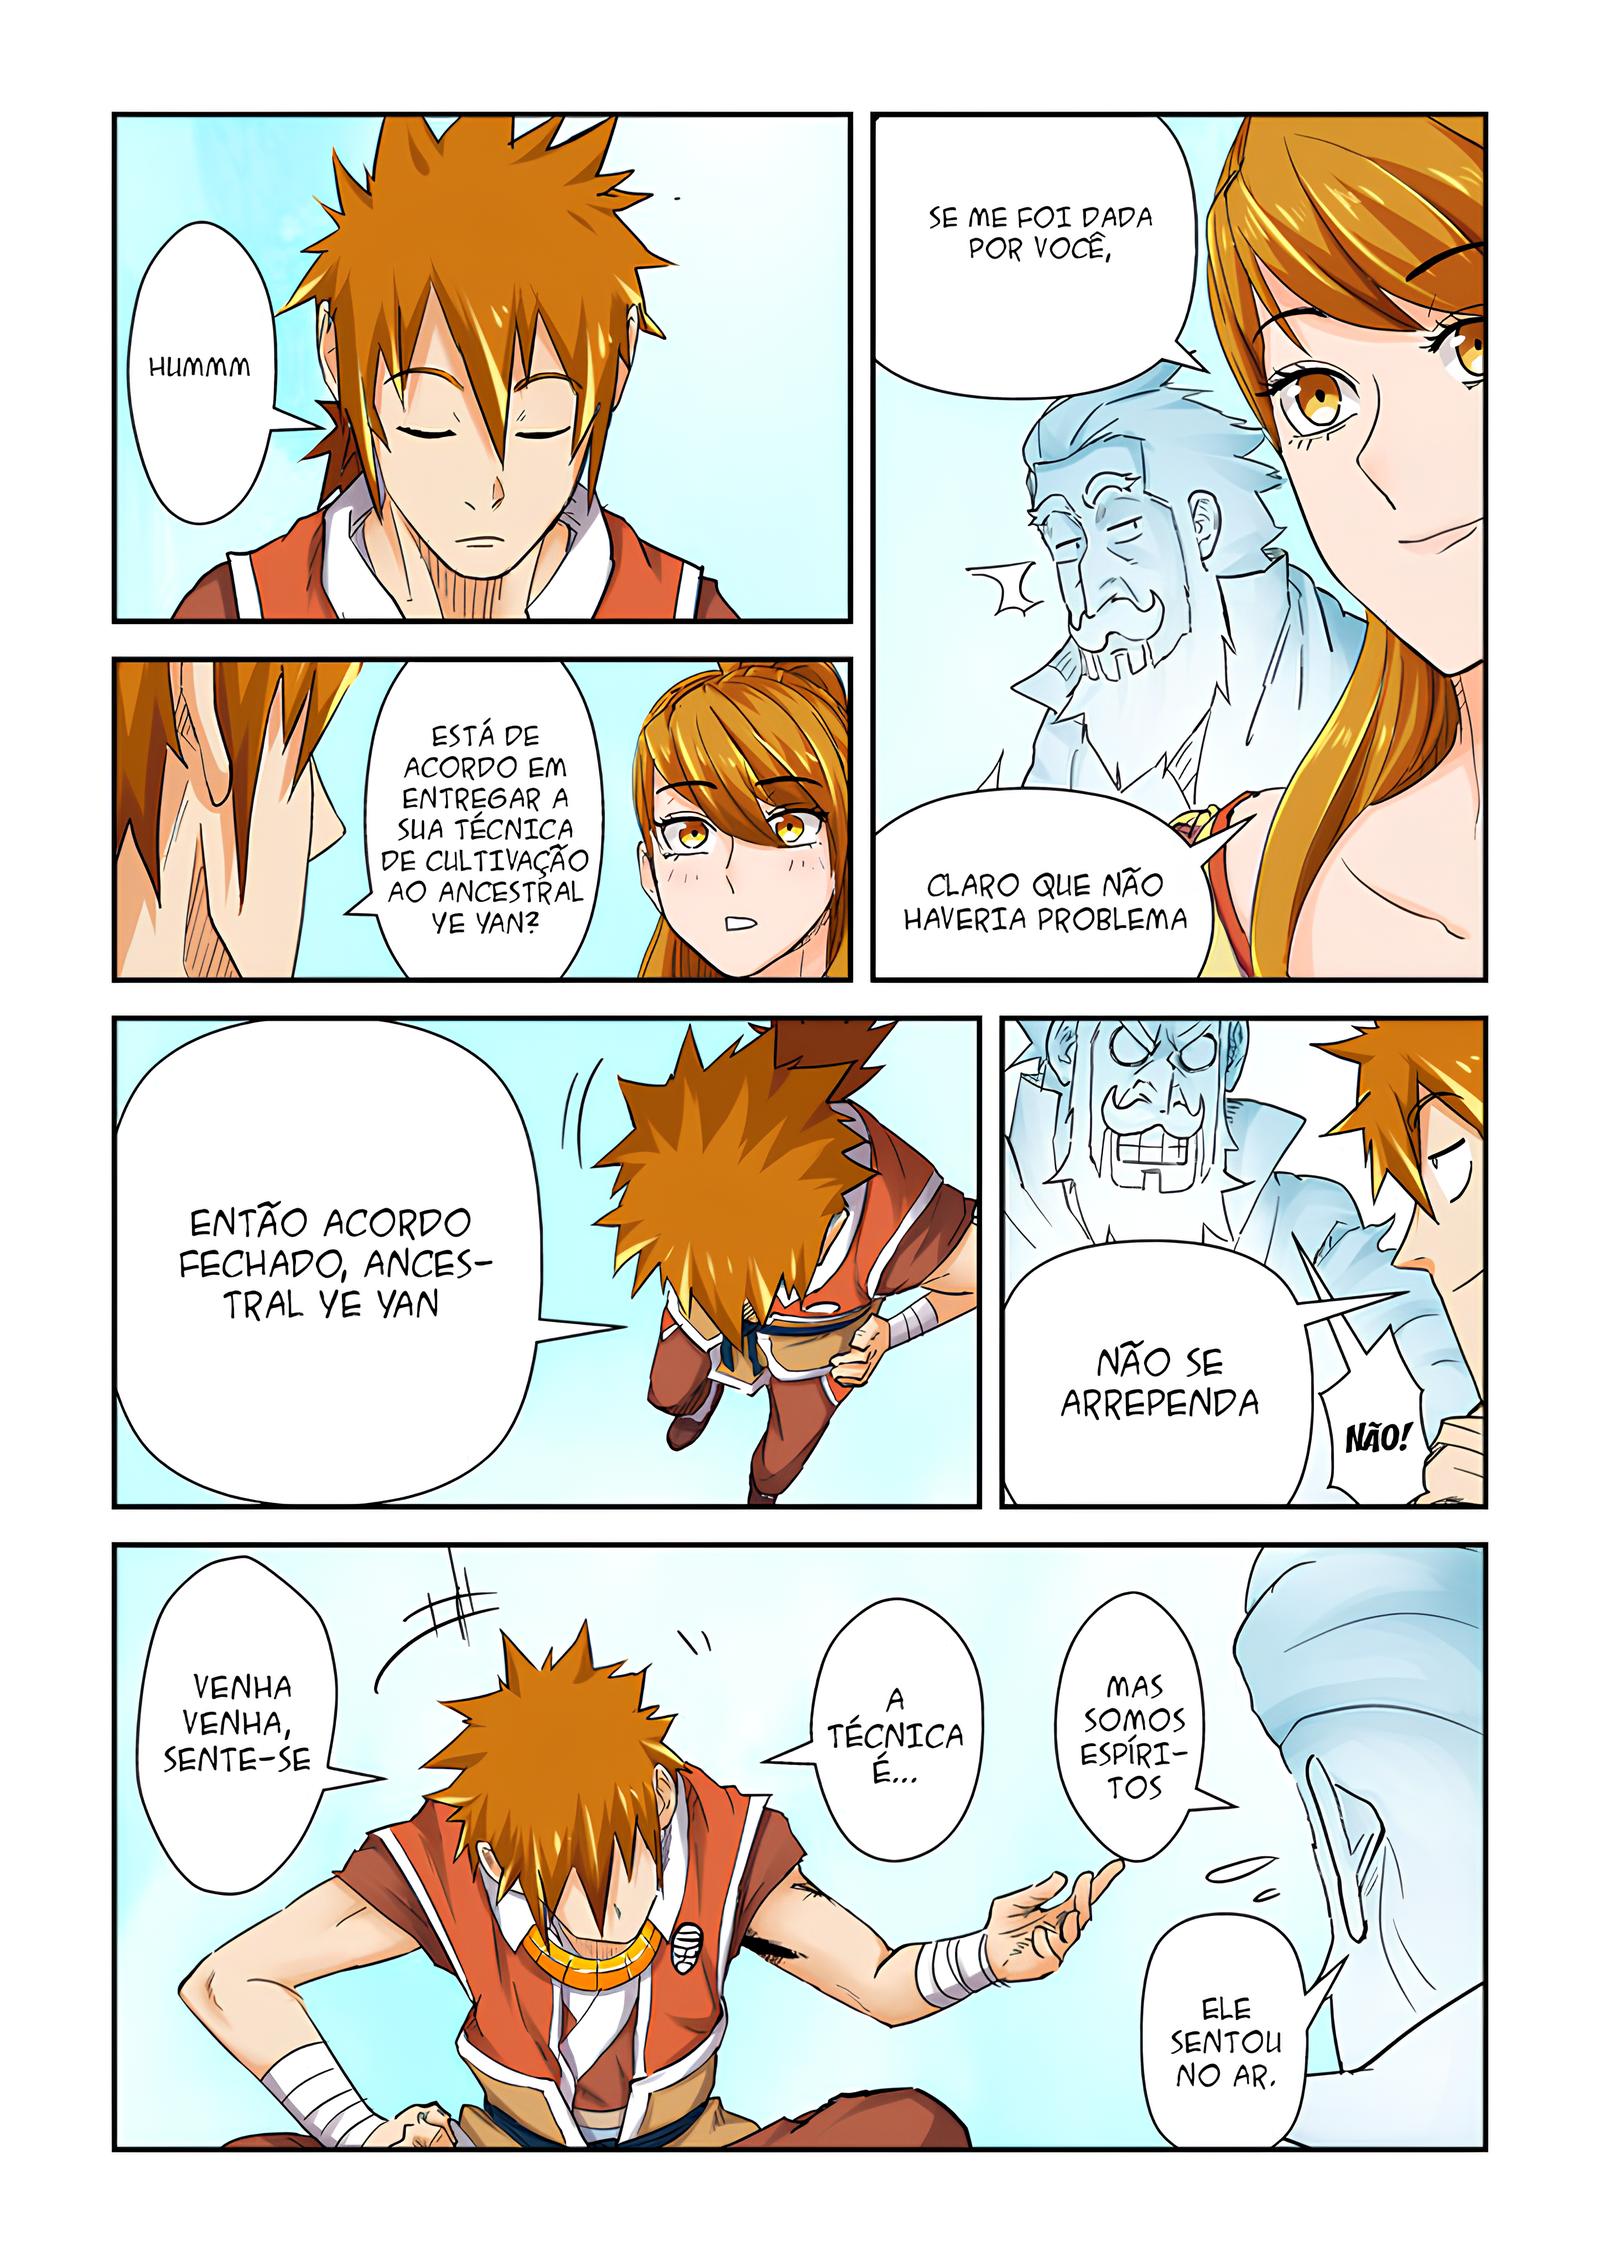 HUMMM
ESTÁ DE
ACORDO EM
ENTREGAR A
SUA TÉCNICA
DE CULTIVAÇÃO
AO ANCESTRAL
YE YAN?
SE ME FOI DADA
POR VOCÊ,
CLARO QUE NÃO
HAVERIA PROBLEMA
ENTÃO ACORDO
FECHADO, ANCES-
TRAL YE YAN
NÃO SE
ARREPENDA
NÃO!
VENHA
VENHA,
SENTE-SE
A
TÉCNICA
É...
MAS
SOMOS
ESPÍRI-
TOS
ELE
SENTOU
NO AR.